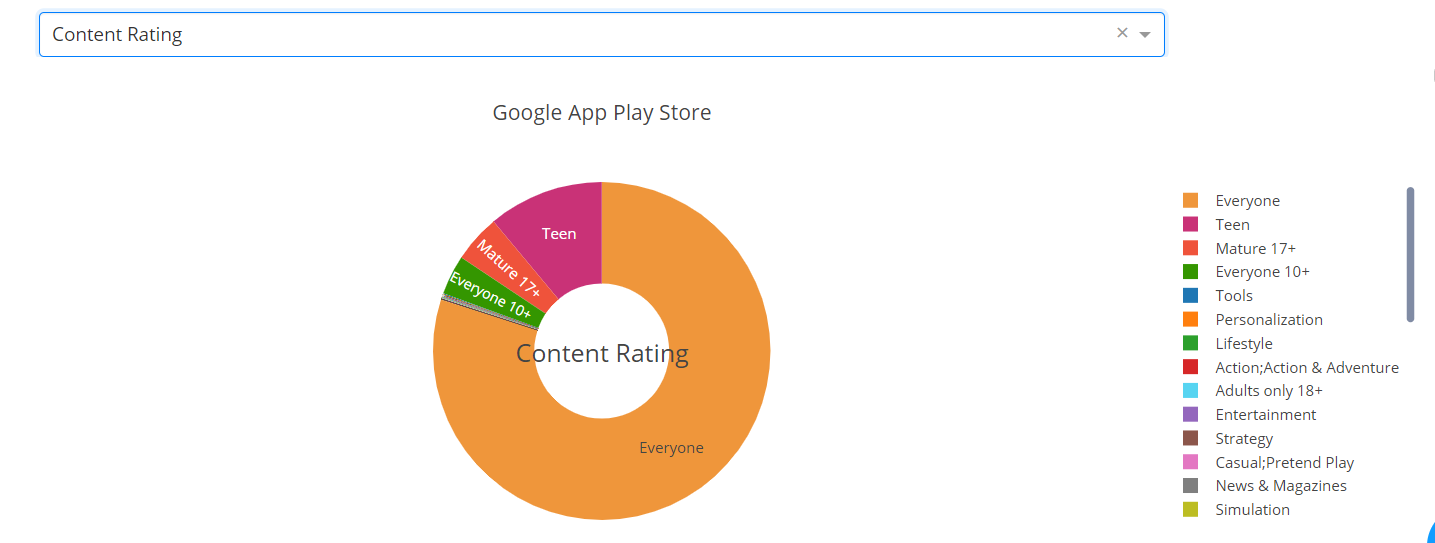 Content Rating
Google App Play Store
Teen
Mature 17+
Everyone 10+
Content Rating
Everyone
Everyone
Teen
Mature 17+
Everyone 10+
Tools
Personalization
Lifestyle
Action;Action & Adventure
Adults only 18+
Entertainment
Strategy
Casual;Pretend Play
News & Magazines
Simulation